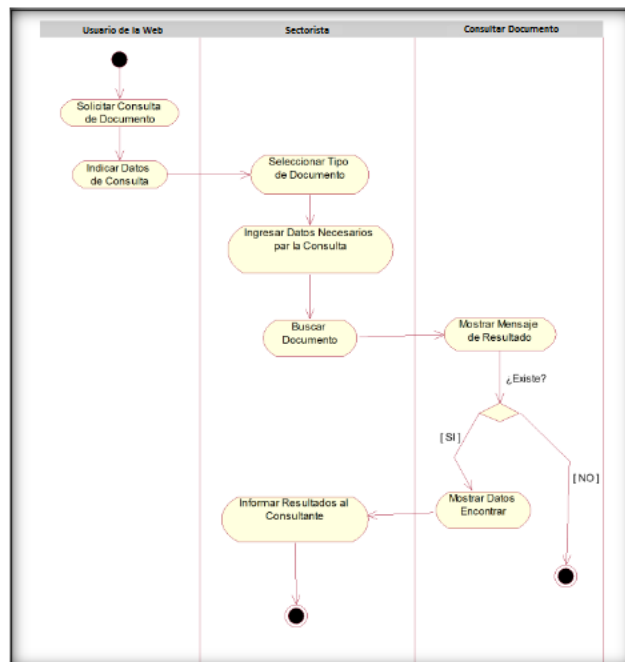 Usuario de la Web
Sectorista
Consultar Documento
Solicitar Consulta
de Documento
Indicar Datos
de Consulta
Seleccionar Tipo
de Documento
Ingresar Datos Necesarios
par la Consulta
Buscar
Documento
Mostrar Mensaje
de Resultado
¿Existe?
[ SI ]
[ NO ]
Mostrar Datos
Encontrar
Informar Resultados al
Consultante